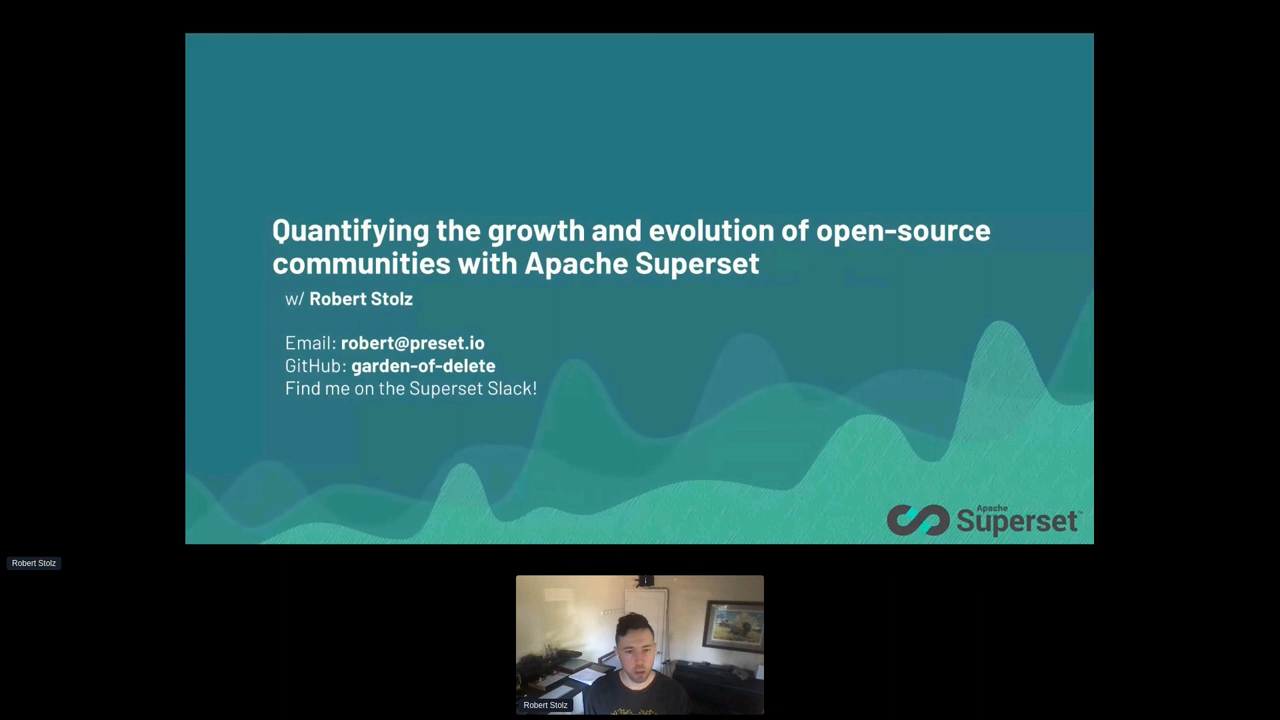 Quantifying the growth and evolution of open-source
communities with Apache Superset
w/ Robert Stolz
Email: robert@preset.io
GitHub: garden-of-delete
Find me on the Superset Slack!
Apache
Superset™
Robert Stolz
Robert Stolz